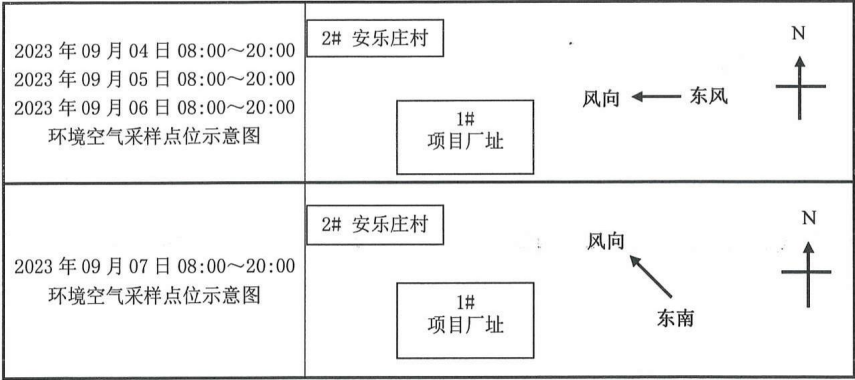 2023 年 09 月 04 日 08:00～20:00
2023 年 09 月 05 日 08:00～20:00
2023 年 09 月 06 日 08:00～20:00
环境空气采样点位示意图
2# 安乐庄村
1#
项目厂址
风向
东风
N
2023 年 09 月 07 日 08:00～20:00
环境空气采样点位示意图
2# 安乐庄村
1#
项目厂址
风向
东南
N